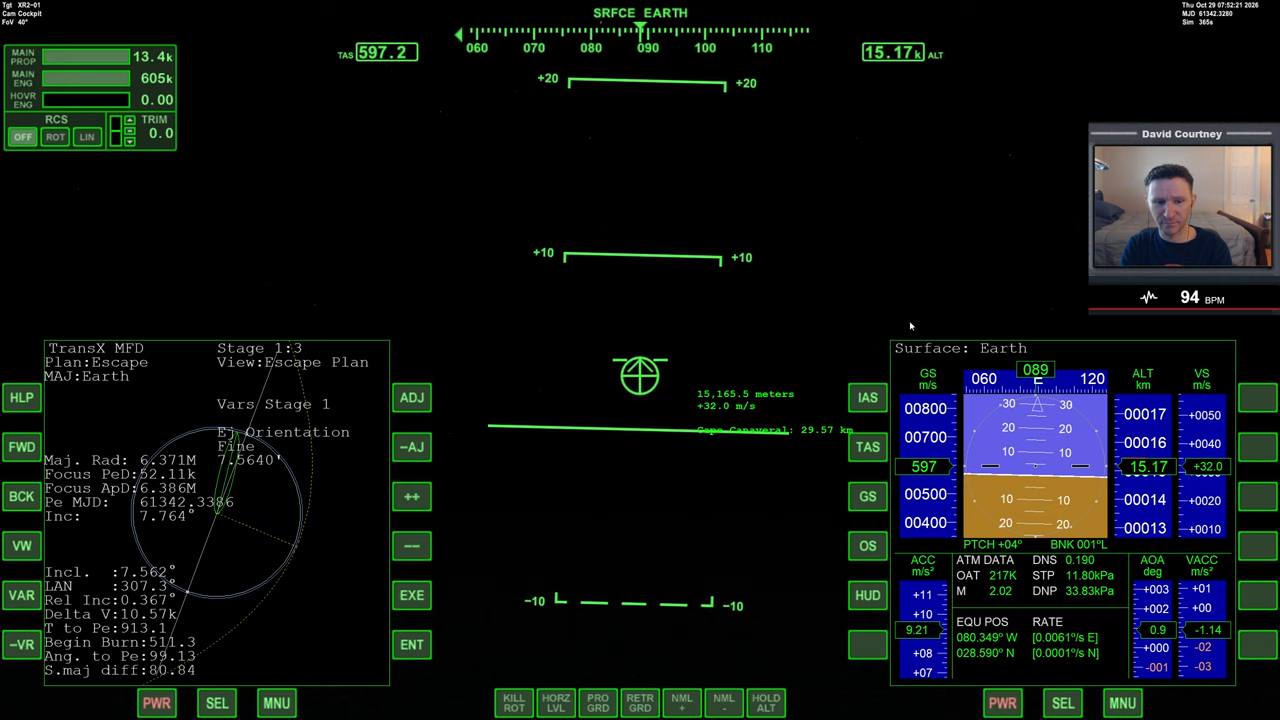 Tgt XR2-01
Cam Cockpit
FoV 40°
SRFCE EARTH
Thu Oct 29 07:52:21 2026
MJD 61342.3280
Sim 365s
060 070 080 090 100 110
TAS 597.2
15.17k ALT
MAIN PROP 13.4k
MAIN ENG 605k
HOVR ENG 0.00
RCS
TRIM
OFF ROT LIN
0.0
+20 +20
+10 +10
-10 -10
15,165.5 meters
+32.0 m/s
Cape Canaveral: 29.57 km
David Courtney
94 BPM
TransX MFD
Stage 1:3
Plan:Escape
View:Escape Plan
MAJ:Earth
Vars Stage 1
Ej Orientation
Fine
7.5640'
Maj. Rad: 6.371M
Focus PeD:52.11k
Focus ApD:6.386M
Pe MJD: 61342.3386
Inc: 7.764°
Incl. :7.562°
LAN :307.3°
Rel Inc:0.367°
Delta V:10.57k
T to Pe:913.1
Begin Burn:511.3
Ang. to Pe:99.13
S.maj diff:80.84
HLP
FWD
BCK
VW
VAR
-VR
ADJ
-AJ
++
--
EXE
ENT
PWR SEL MNU
KILL ROT
HORZ LVL
PRO GRD
RETR GRD
NML +
NML -
HOLD ALT
IAS
TAS
GS
OS
HUD
Surface: Earth
GS m/s
060 089 E 120
ALT km
VS m/s
00800
00700
597
00500
00400
-30 30
20 20
10 10
10 10
20 20
00017
00016
15.17
00014
00013
+0050
+0040
+32.0
+0020
+0010
PTCH +04° BNK 001°L
ACC m/s²
+11
+10
9.21
+08
+07
ATM DATA
OAT 217K
M 2.02
DNS 0.190
STP 11.80kPa
DNP 33.83kPa
EQU POS
080.349° W
028.590° N
RATE
[0.0061°/s E]
[0.0001°/s N]
AOA deg
+003
+002
0.9
+000
-001
VACC m/s²
+01
+00
-1.14
-02
-03
PWR SEL MNU